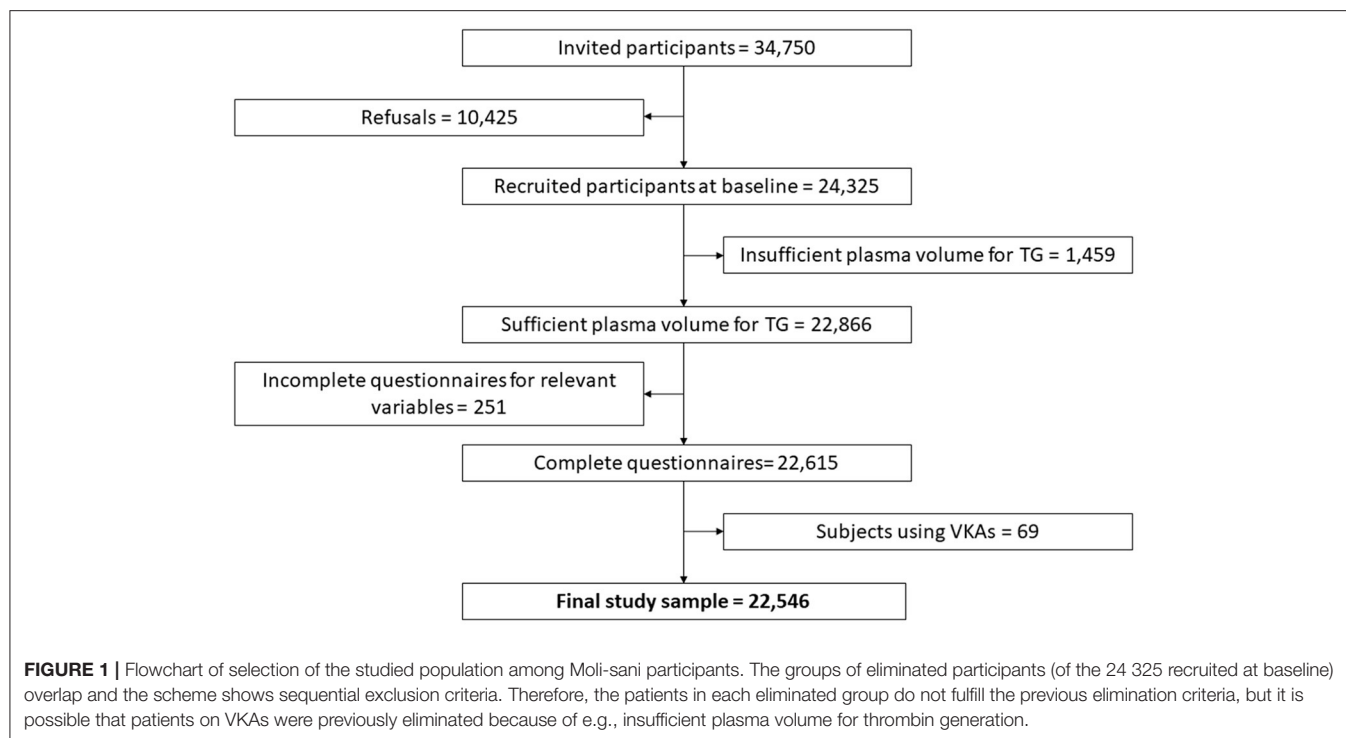 Invited participants = 34,750
Refusals = 10,425
Recruited participants at baseline = 24,325
Insufficient plasma volume for TG = 1,459
Sufficient plasma volume for TG = 22,866
Incomplete questionnaires for relevant
variables = 251
Complete questionnaires= 22,615
Subjects using VKAs = 69
Final study sample = 22,546
FIGURE 1 | Flowchart of selection of the studied population among Moli-sani participants. The groups of eliminated participants (of the 24 325 recruited at baseline)
overlap and the scheme shows sequential exclusion criteria. Therefore, the patients in each eliminated group do not fulfill the previous elimination criteria, but it is
possible that patients on VKAs were previously eliminated because of e.g., insufficient plasma volume for thrombin generation.